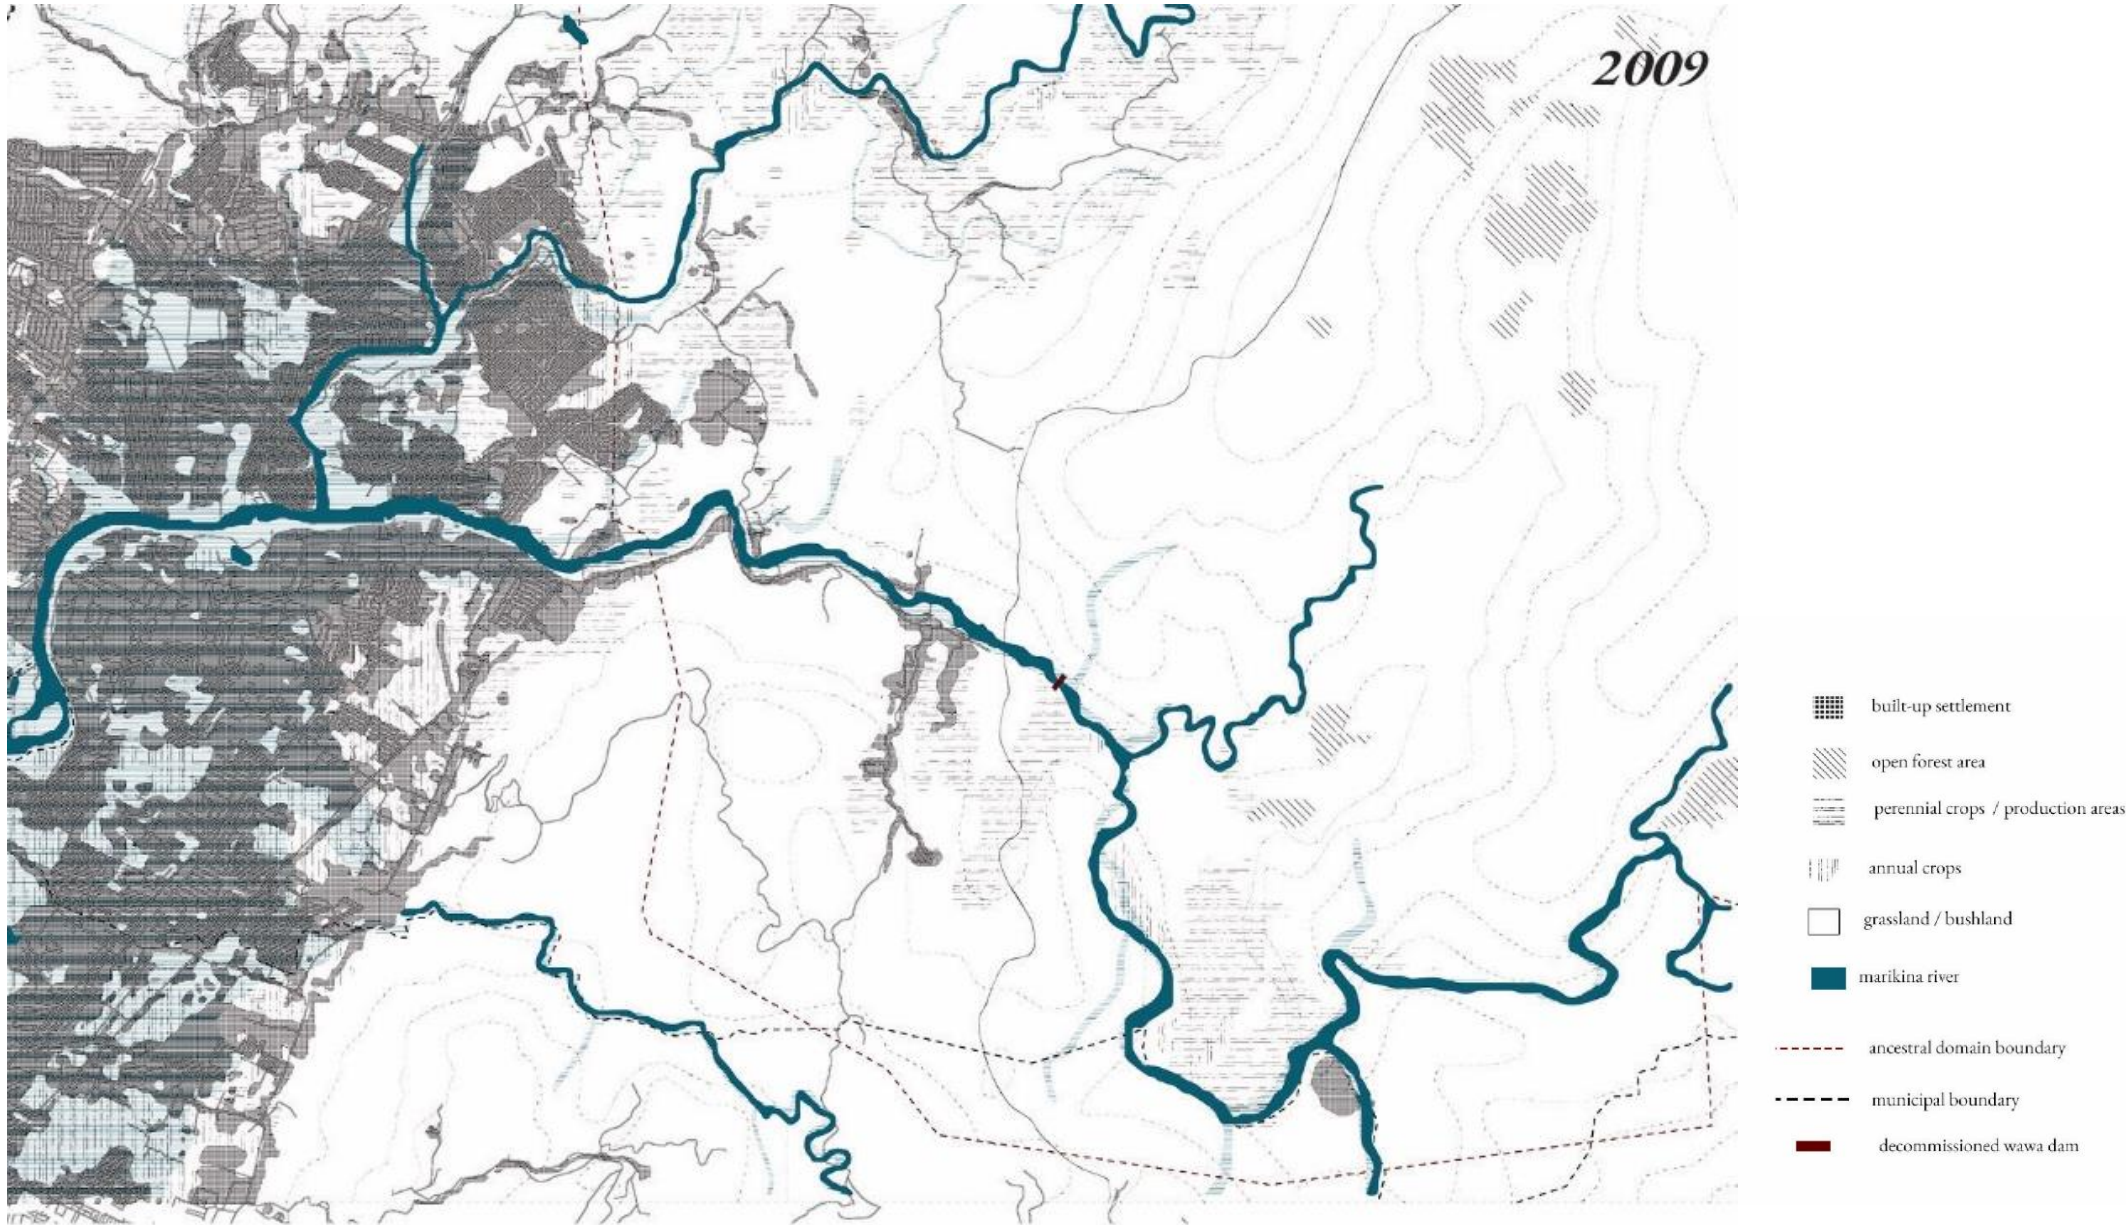 2009
built-up settlement
open forest area
perennial crops / production areas
annual crops
grassland / bushland
marikina river
ancestral domain boundary
municipal boundary
decommissioned wawa dam